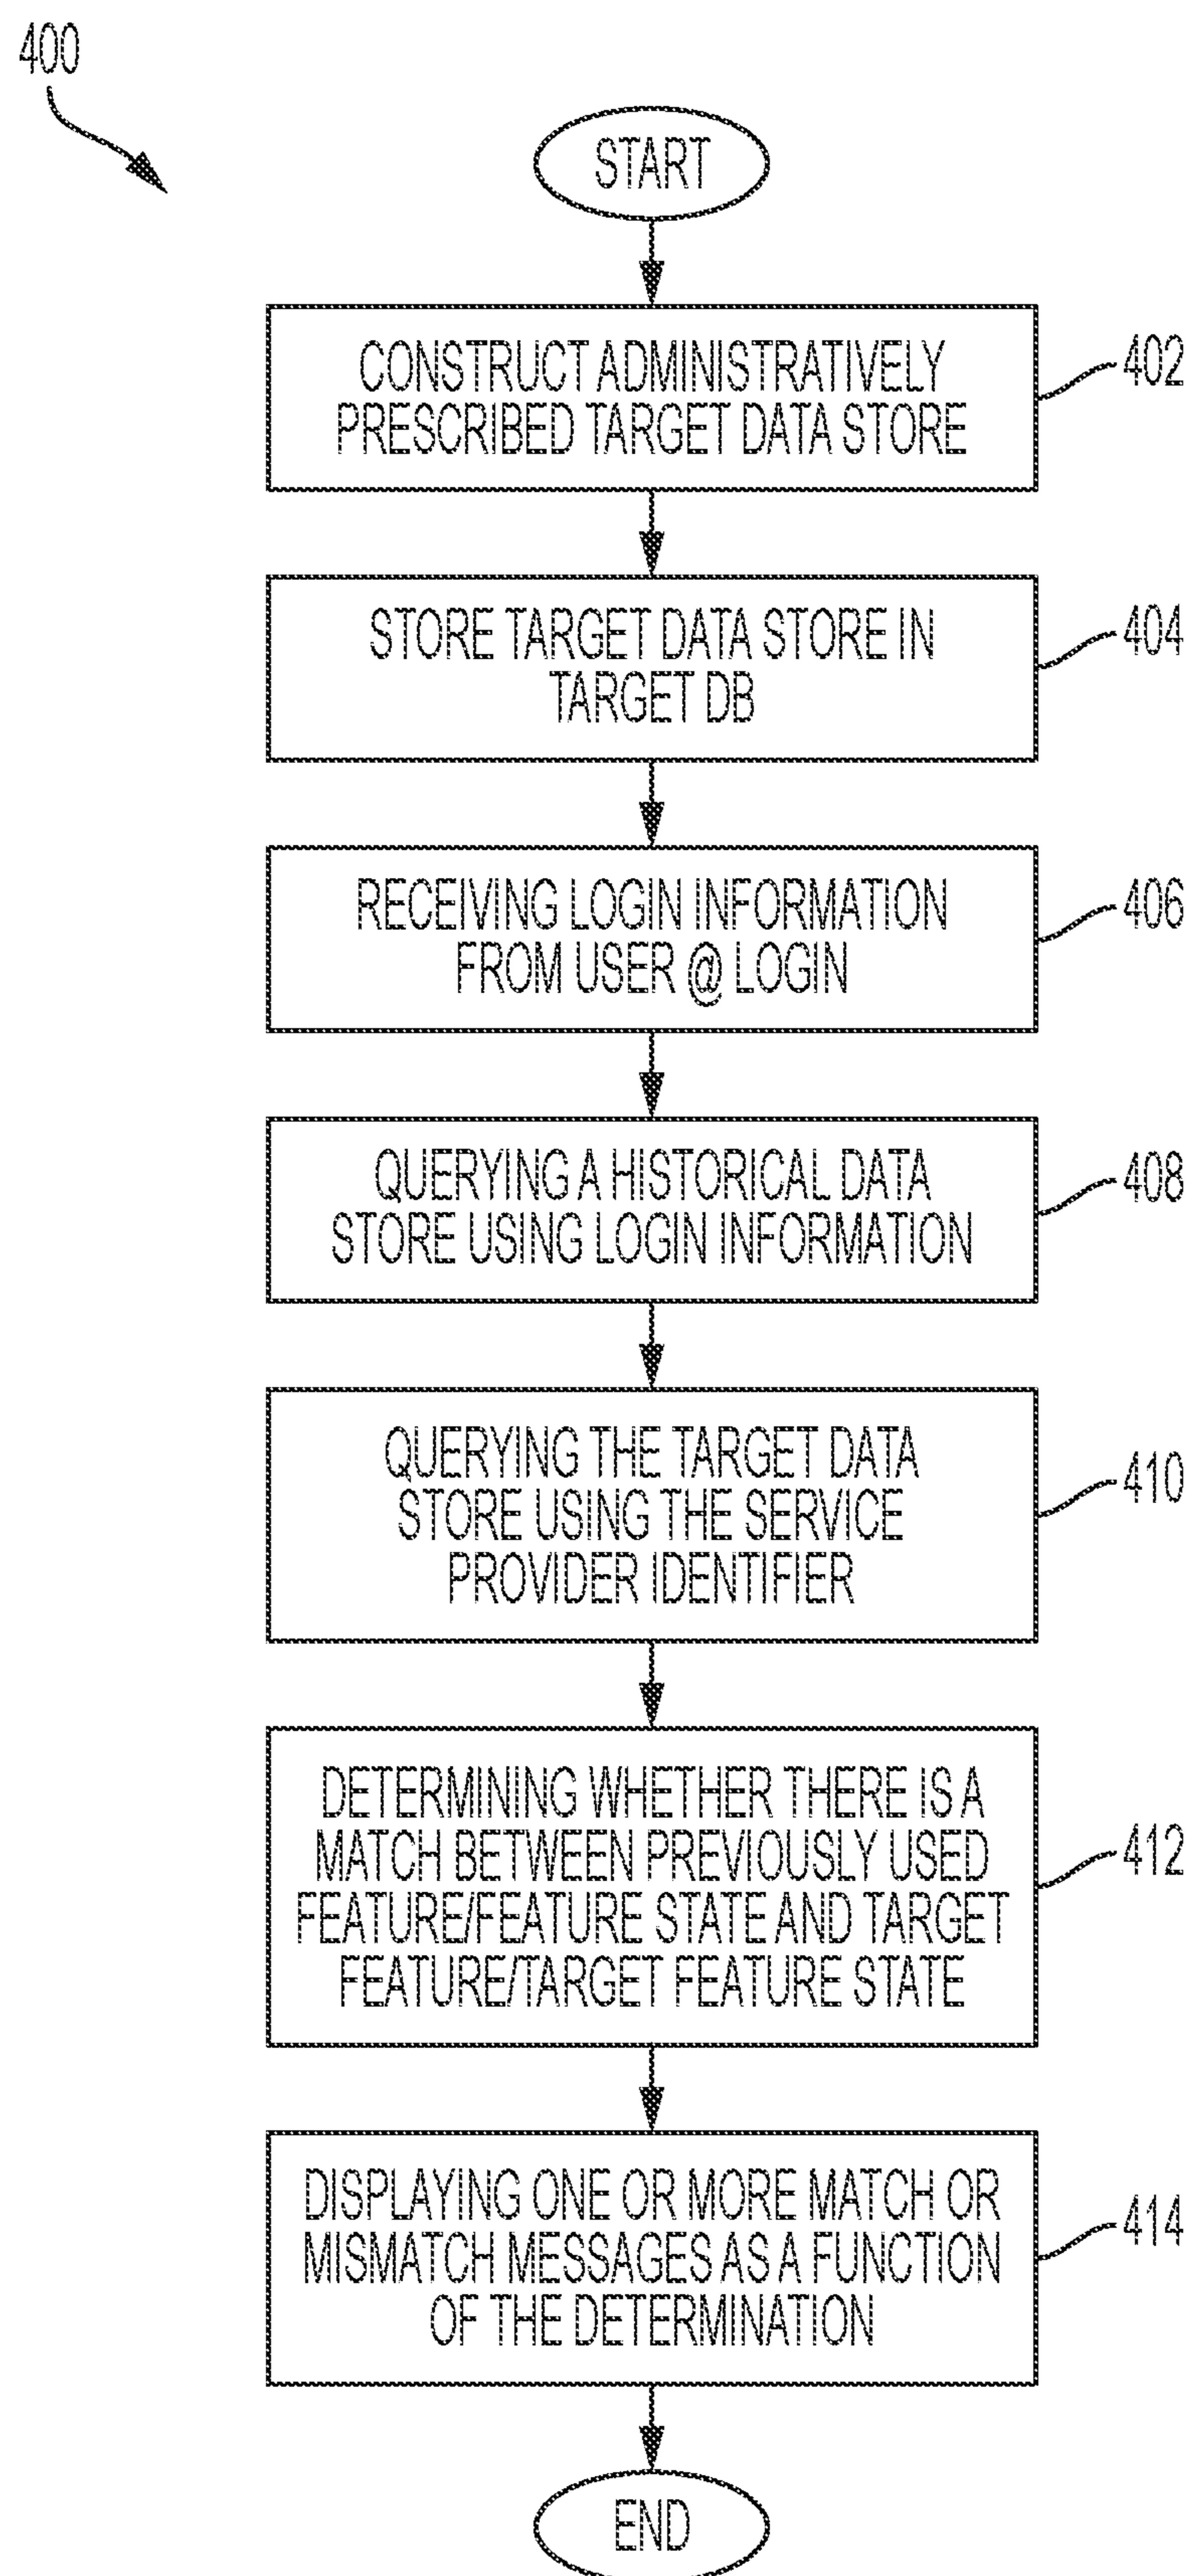 400
START
CONSTRUCT ADMINISTRATIVELY
PRESCRIBED TARGET DATA STORE
402
STORE TARGET DATA STORE IN
TARGET DB
404
RECEIVING LOGIN INFORMATION
FROM USER @ LOGIN
406
QUERYING A HISTORICAL DATA
STORE USING LOGIN INFORMATION
408
QUERYING THE TARGET DATA
STORE USING THE SERVICE
PROVIDER IDENTIFIER
410
DETERMINING WHETHER THERE IS A
MATCH BETWEEN PREVIOUSLY USED
FEATURE/FEATURE STATE AND TARGET
FEATURE/TARGET FEATURE STATE
412
DISPLAYING ONE OR MORE MATCH OR
MISMATCH MESSAGES AS A FUNCTION
OF THE DETERMINATION
414
END